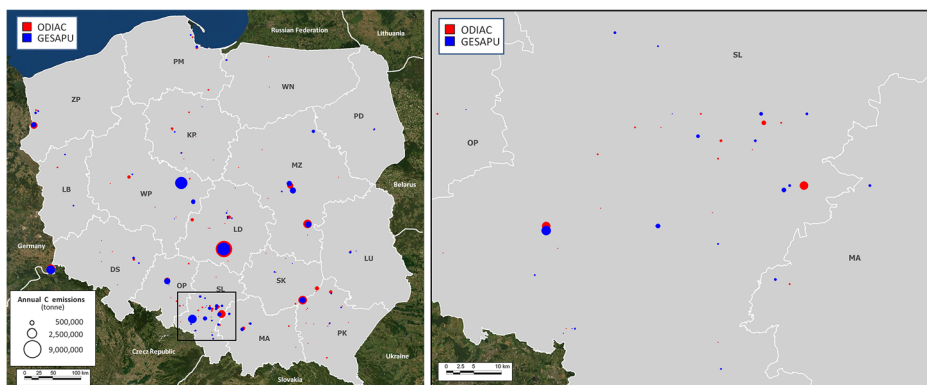 ODIAC
GESAPU
Russian Federation
Lithuania
PM
WN
ZP
PD
KP
MZ
Belarus
LB
WP
LD
Germany
LU
DS
OP
SL
SK
Annual C emissions
(tonne)
500,000
2,500,000
9,000,000
MA
PK
Czecz Republic
Ukraine
Slovakia
0 25 50 100 km
ODIAC
GESAPU
SL
OP
MA
0 2.5 5 10 km